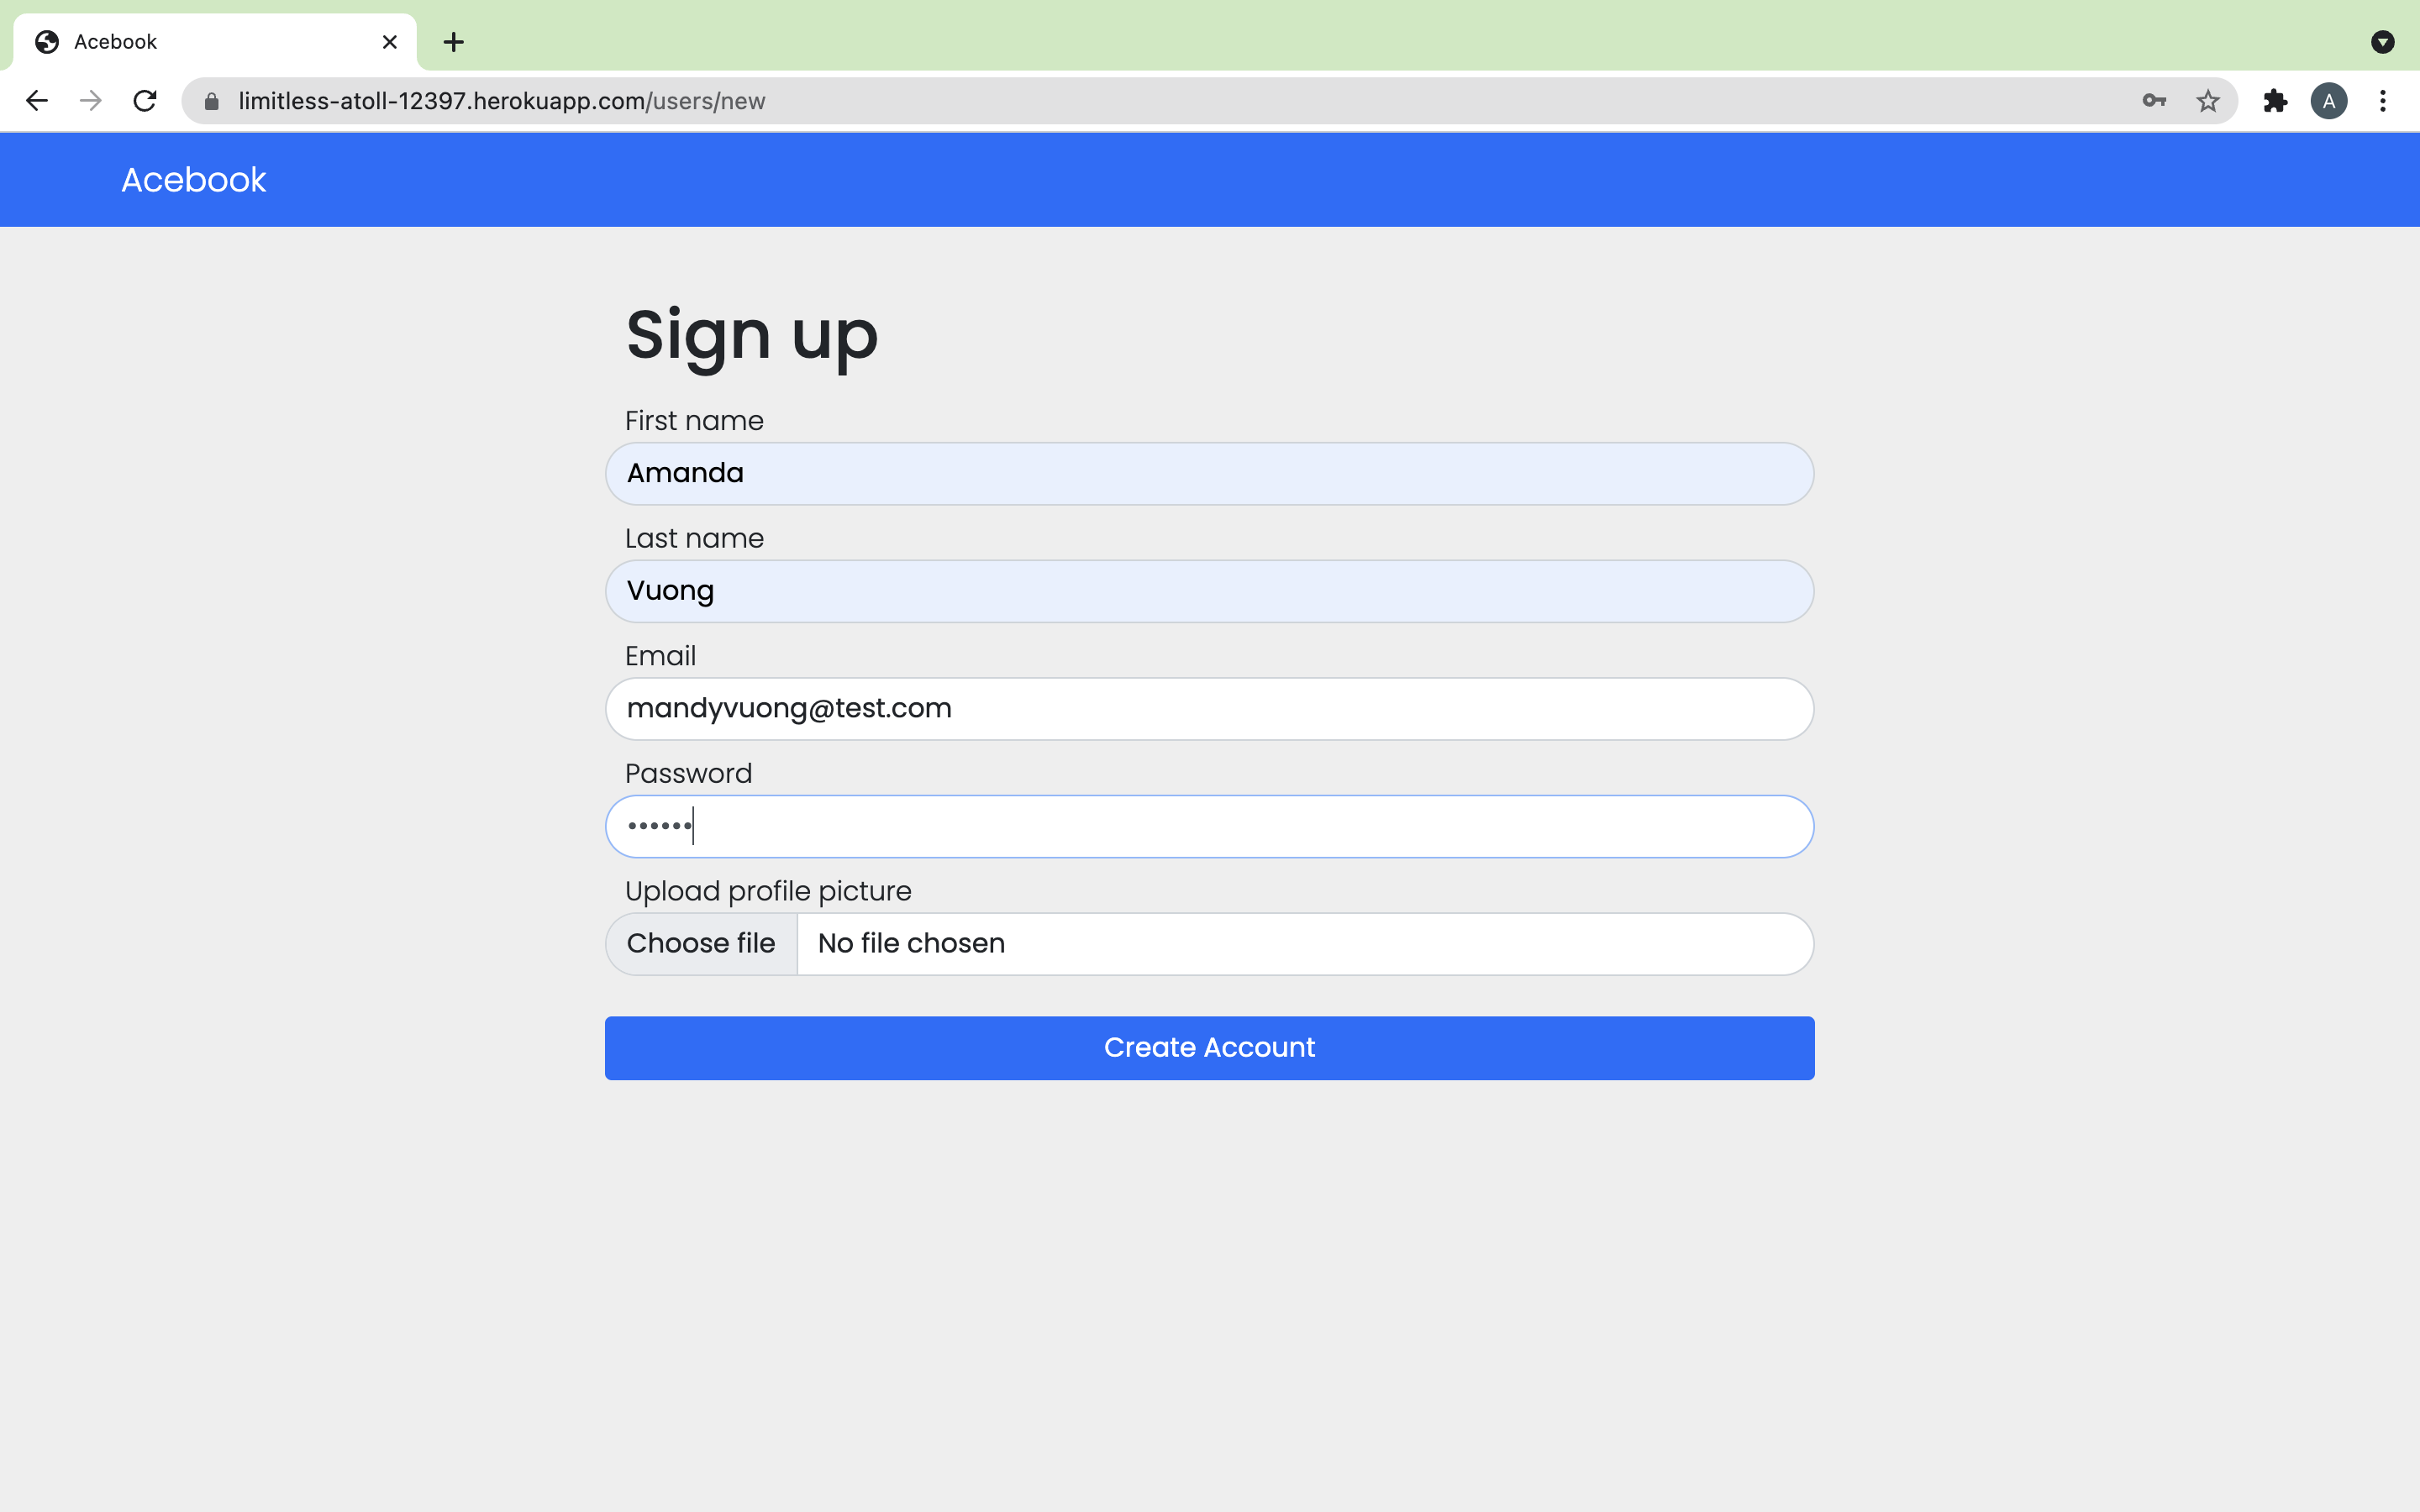 Acebook
limitless-atoll-12397.herokuapp.com/users/new
A
Acebook
Sign up
First name
Amanda
Last name
Vuong
Email
mandyvuong@test.com
Password
••••••
Upload profile picture
Choose file No file chosen
Create Account